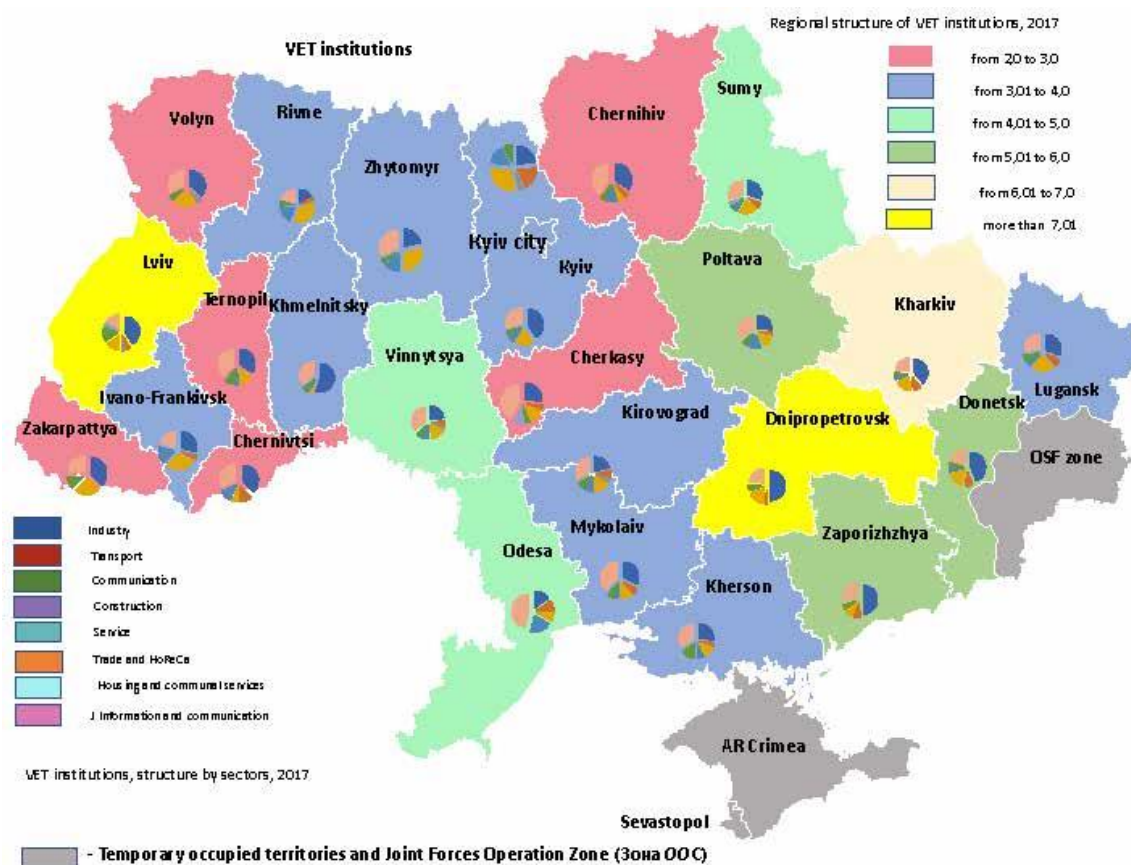 Regional structure of VET institutions, 2017
VET institutions
from 2,0 to 3,0
from 3,01 to 4,0
from 4,01 to 5,0
from 5,01 to 6,0
from 6,01 to 7,0
more than 7,01
Volyn
Rivne
Zhytomyr
Chernihiv
Sumy
Kyiv city
Kyiv
Lviv
Ternopil
Khmelnitsky
Poltava
Kharkiv
Lugansk
Vinnytsya
Cherkasy
Ivano-Frankivsk
Kirovograd
Dnipropetrovsk
Donetsk
Zakarpattya
Chernivtsi
OSF zone
Mykolaiv
Zaporizhzhya
Odesa
Kherson
AR Crimea
Sevastopol
Industry
Transport
Communication
Construction
Service
Trade and HoReCa
Housing and communal services
J Information and communication
VET institutions, structure by sectors, 2017
- Temporary occupied territories and Joint Forces Operation Zone (Зона ООС)